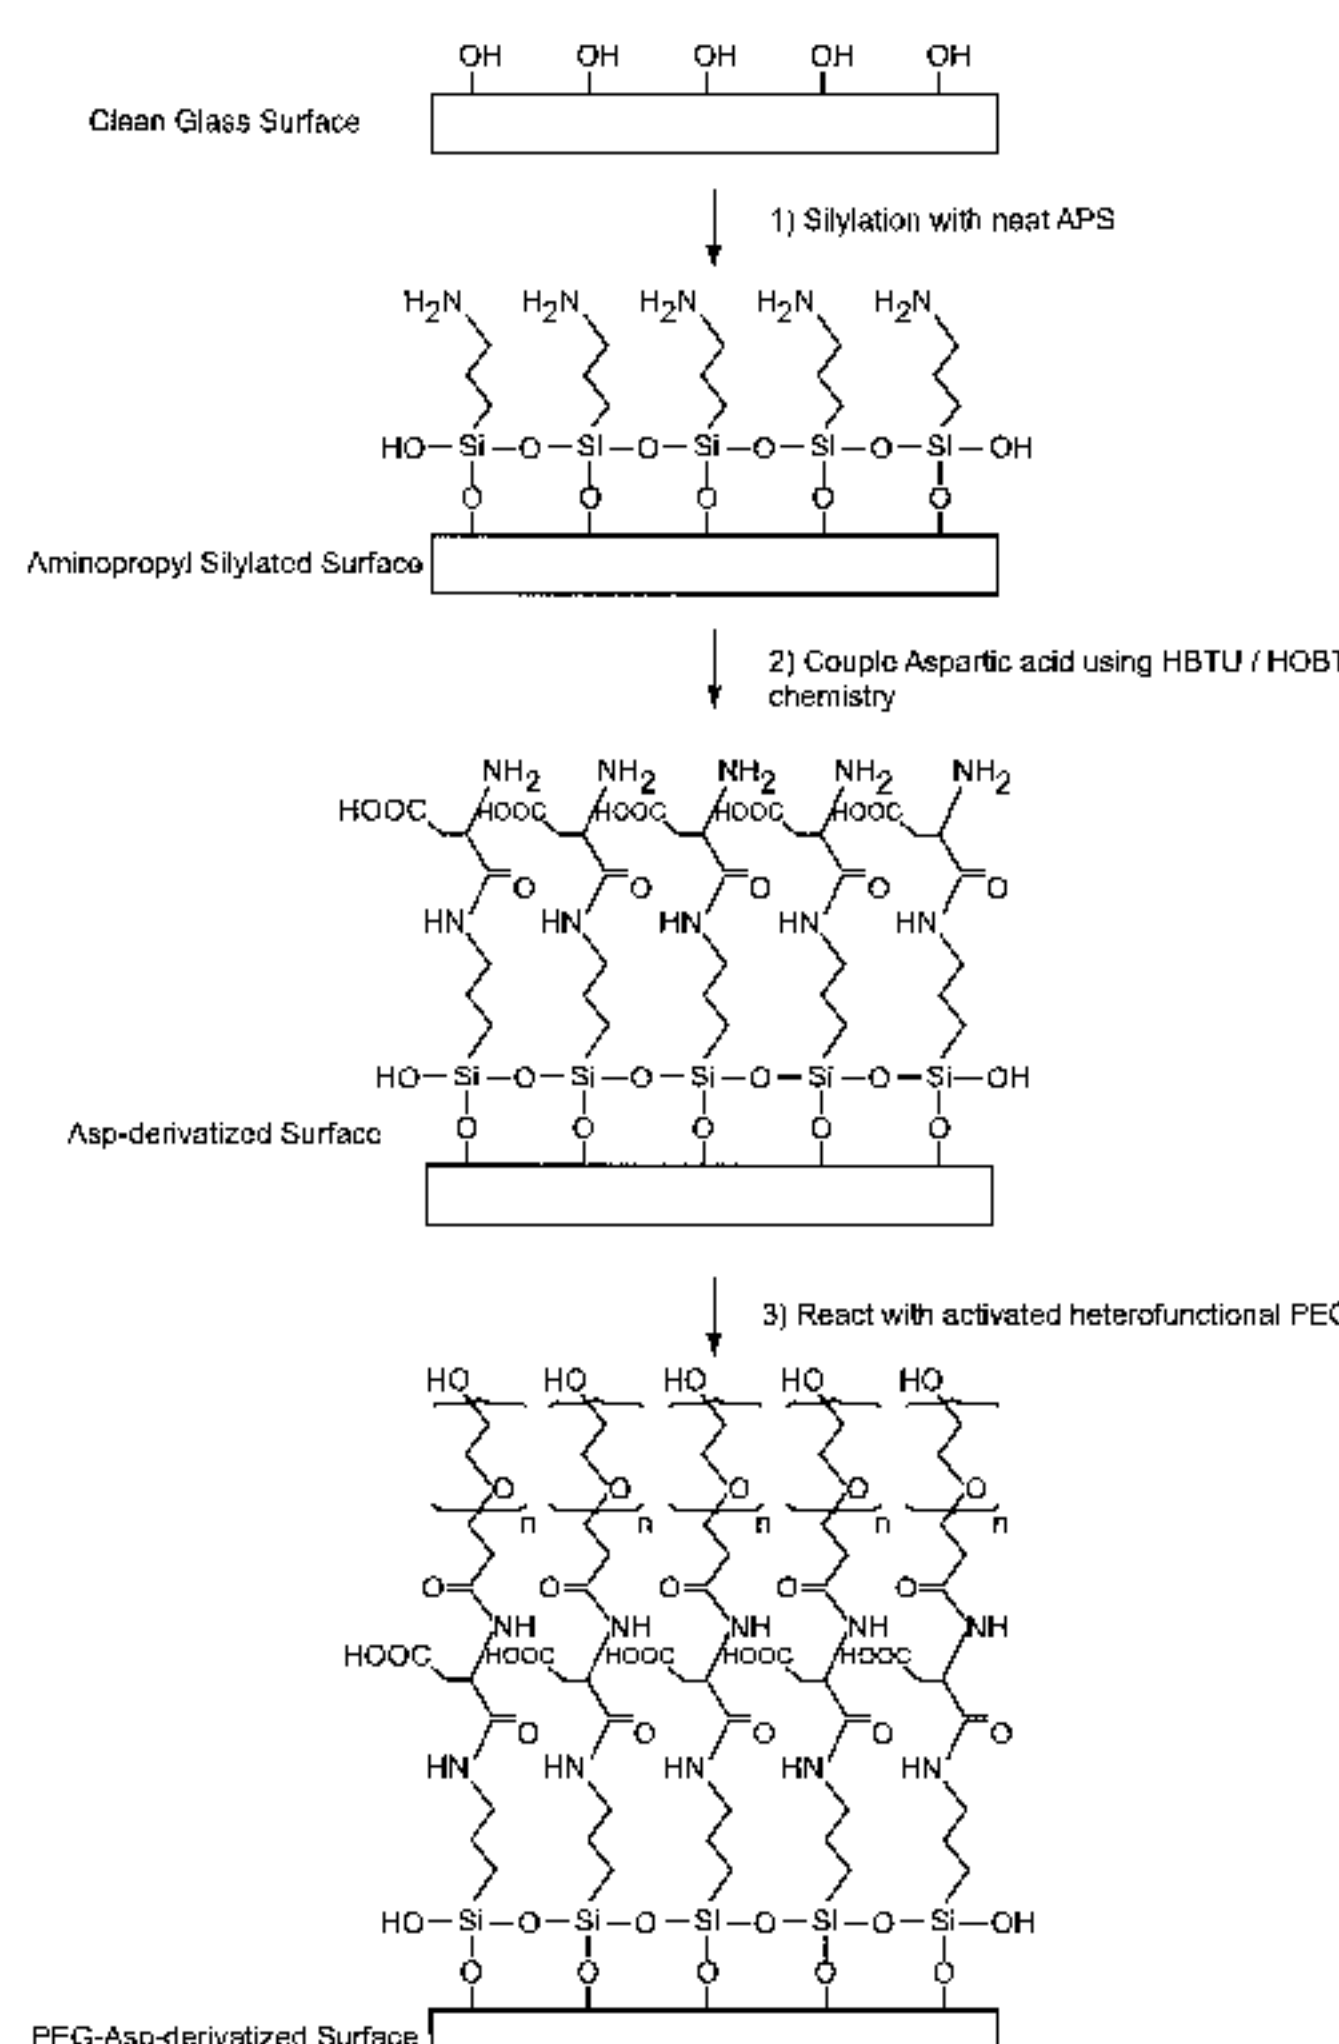 OH OH OH OH OH
Clean Glass Surface
1) Silylation with neat APS
H2N H2N H2N H2N H2N
HO Si O Si O Si O Si O Si OH
O O O O O
Aminopropyl Silylated Surface
2) Couple Aspartic acid using HBTU / HOBT
chemistry
NH2 NH2 NH2 NH2 NH2
HOOC HOOC HOOC HOOC HOOC
O O O O O
HN HN HN HN HN
HO Si O Si O Si O Si O Si OH
O O O O O
Asp-derivatized Surface
3) React with activated heterofunctional PEG
HO HO HO HO HO
O O O O O
n n n n n
O O O O O
NH NH NH NH NH
HOOC HOOC HOOC HOOC HOOC
O O O O O
HN HN HN HN HN
HO Si O Si O Si O Si O Si OH
O O O O O
PEG-Asp-derivatized Surface